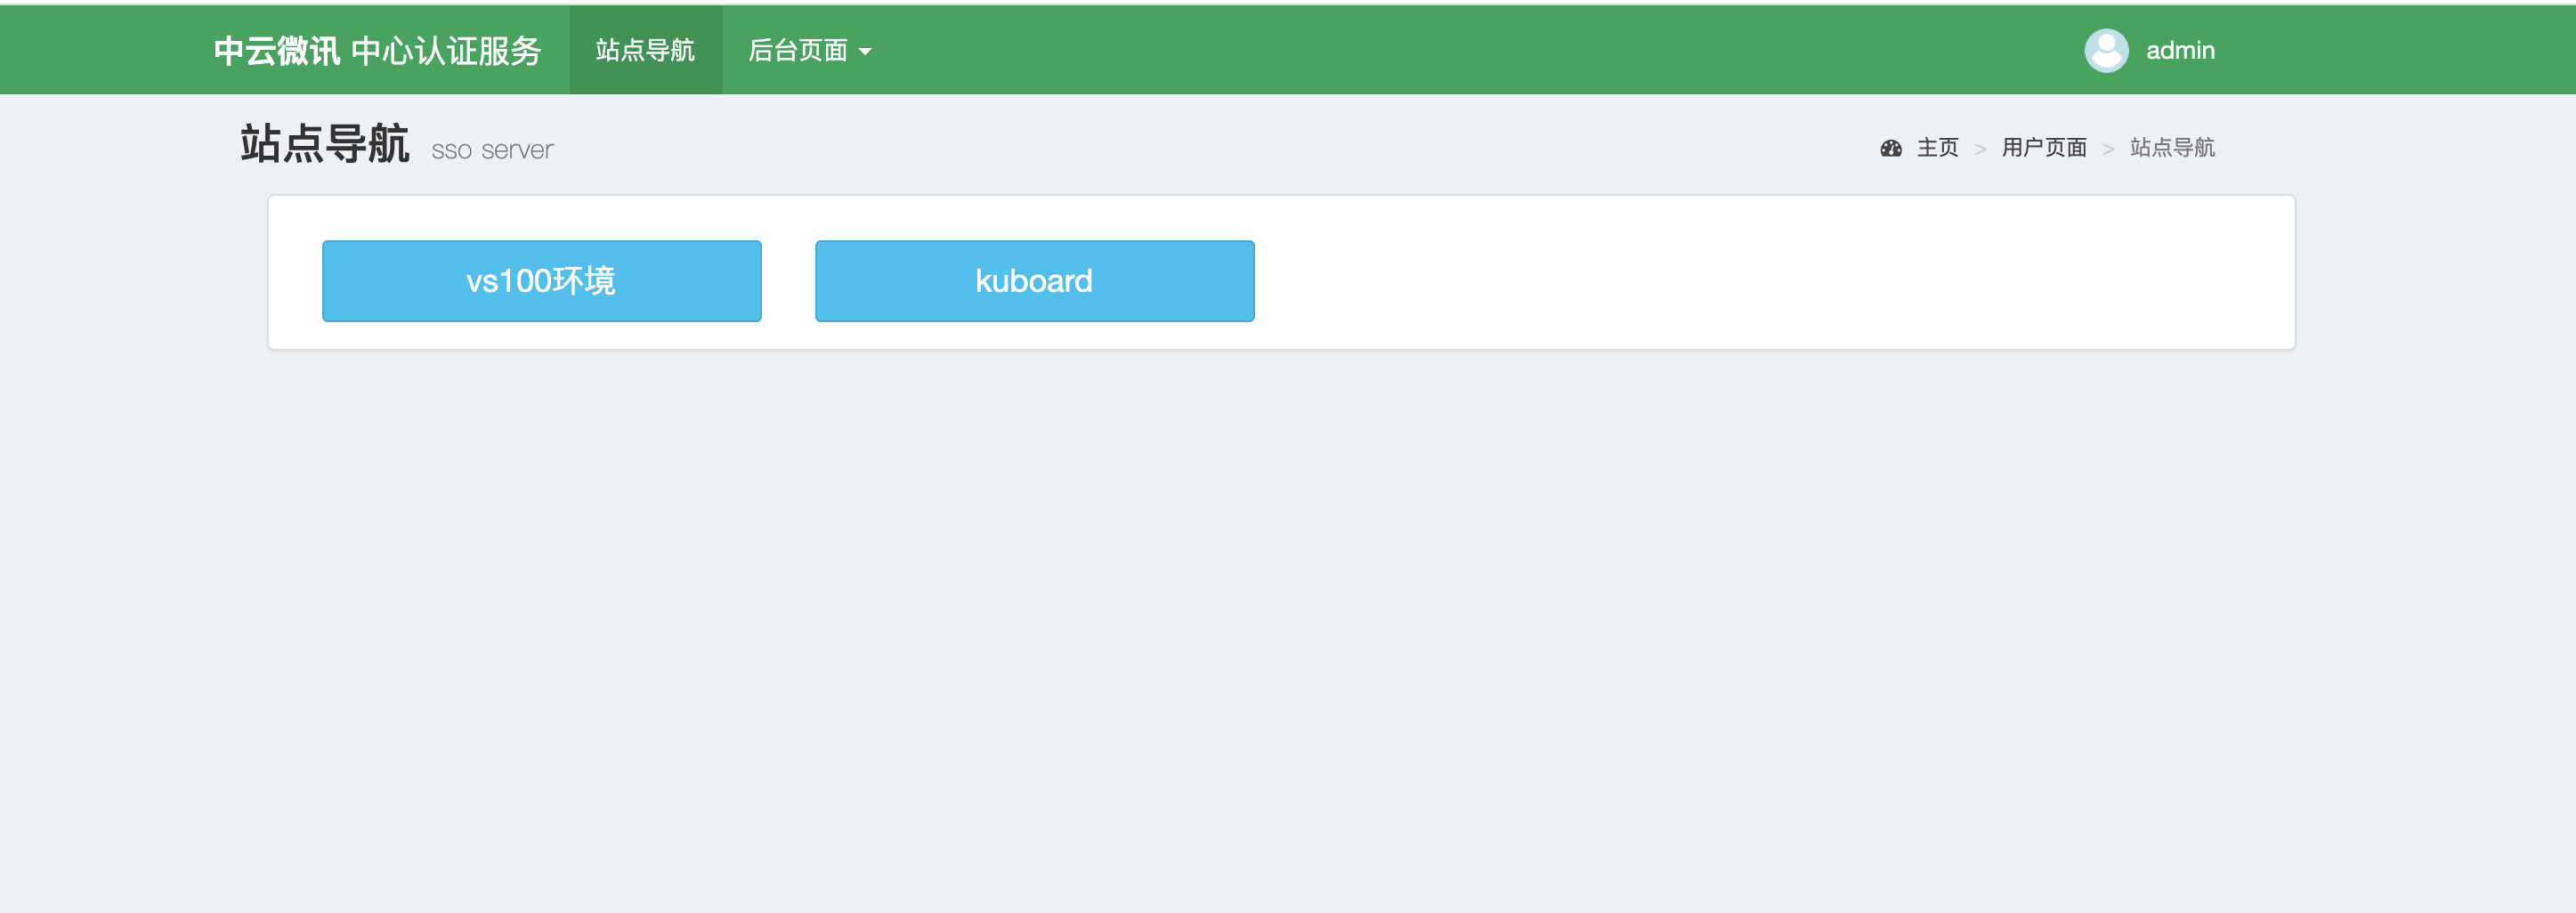 中云微讯 中心认证服务 站点导航 后台页面 admin
站点导航 sso server 主页 > 用户页面 > 站点导航
vs100环境 kuboard